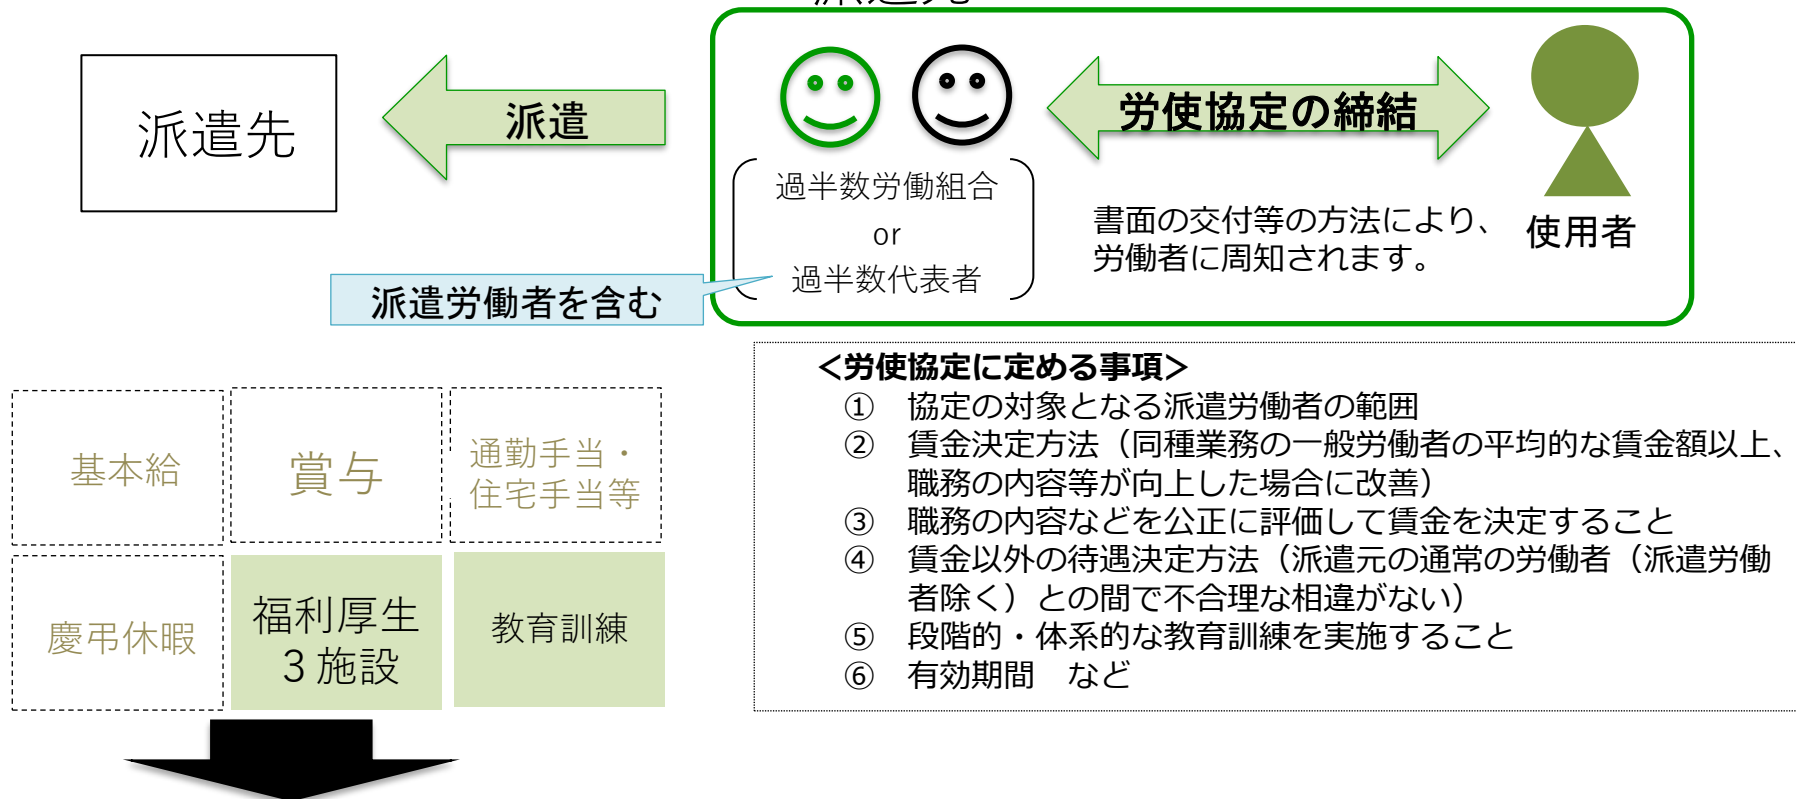 派遣先
派遣
労使協定の締結
過半数労働組合
or
過半数代表者
書面の交付等の方法により、
労働者に周知されます。
使用者
派遣労働者を含む
＜労使協定に定める事項＞
① 協定の対象となる派遣労働者の範囲
② 賃金決定方法（同種業務の一般労働者の平均的な賃金額以上、
職務の内容等が向上した場合に改善）
③ 職務の内容などを公正に評価して賃金を決定すること
④ 賃金以外の待遇決定方法（派遣元の通常の労働者（派遣労働
者除く）との間で不合理な相違がない）
⑤ 段階的・体系的な教育訓練を実施すること
⑥ 有効期間　など
基本給
賞与
通勤手当・
住宅手当等
慶弔休暇
福利厚生
３施設
教育訓練